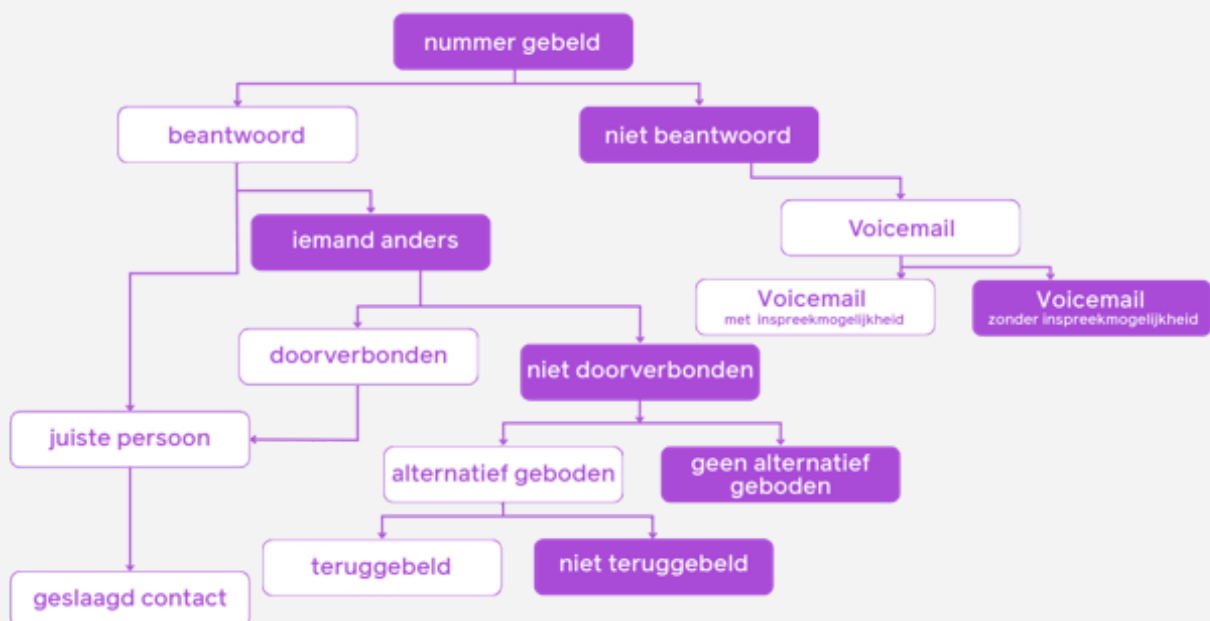 nummer gebeld
beantwoord
niet beantwoord
Voicemail
iemand anders
Voicemail
met inspreekmogelijkheid
Voicemail
zonder inspreekmogelijkheid
doorverbonden
niet doorverbonden
juiste persoon
alternatief geboden
geen alternatief
geboden
teruggebeld
niet teruggebeld
geslaagd contact